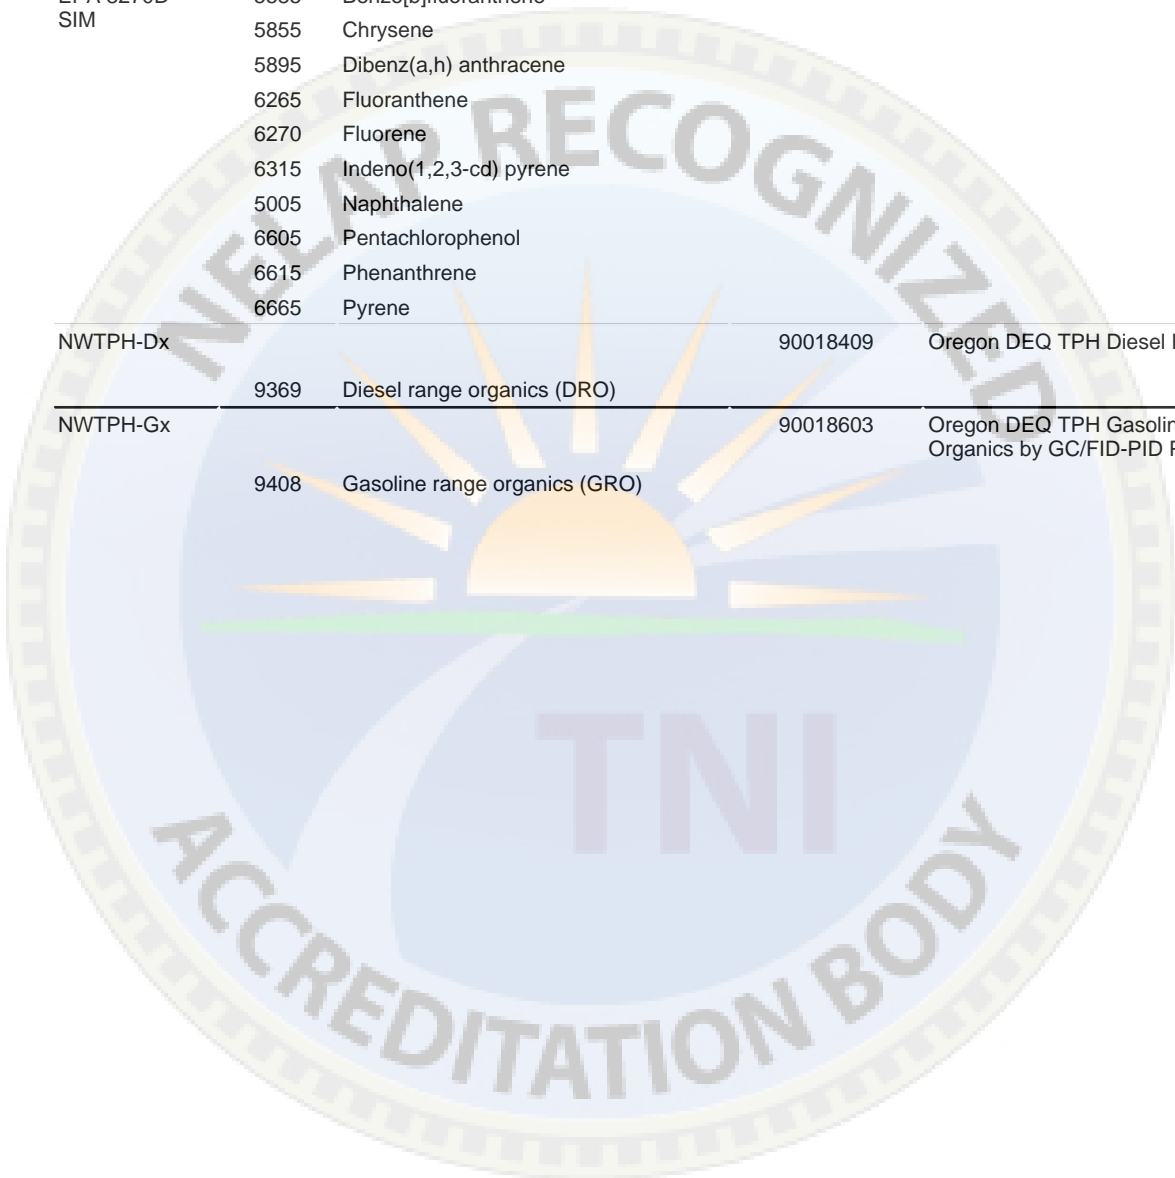 SIM
5855 Chrysene
5895 Dibenz(a,h) anthracene
6265 Fluoranthene
6270 Fluorene
6315 Indeno(1,2,3-cd) pyrene
5005 Naphthalene
6605 Pentachlorophenol
6615 Phenanthrene
6665 Pyrene
NWTPH-Dx 90018409 Oregon DEQ TPH Diesel
9369 Diesel range organics (DRO)
NWTPH-Gx 90018603 Oregon DEQ TPH Gasolin
Organics by GC/FID-PID
9408 Gasoline range organics (GRO)
NELAP RECOGNIZED
TNI
ACCREDITATION BODY